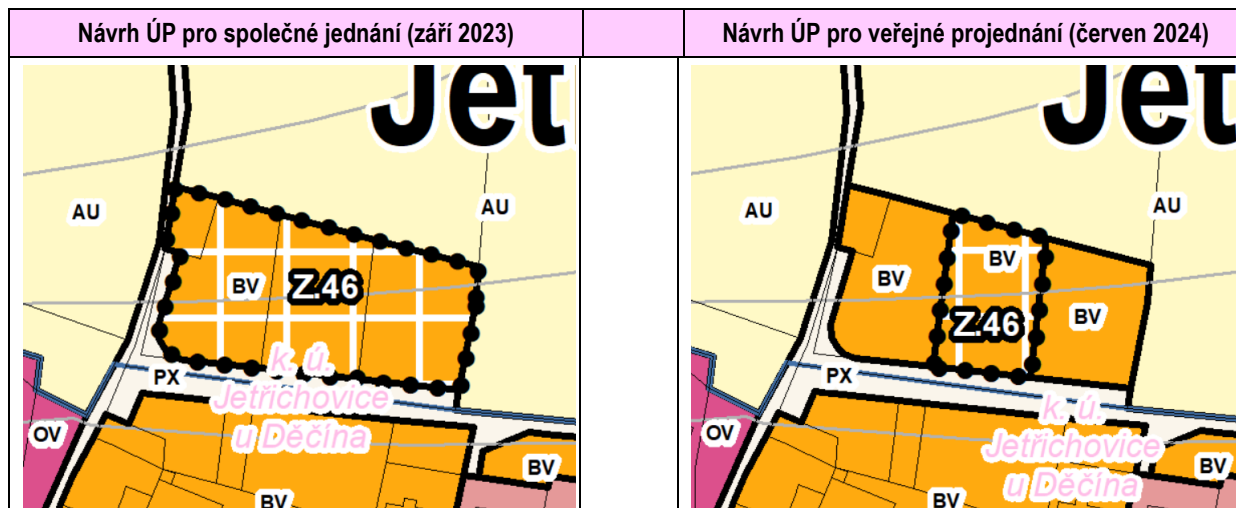 Návrh ÚP pro společné jednání (září 2023)
Návrh ÚP pro veřejné projednání (červen 2024)
Jet
AU
AU
BV
Z.46
PX
k. ú.
Jetřichovice
u Děčína
OV
BV
BV
Jet
AU
AU
BV
BV
BV
Z.46
PX
k. ú.
Jetřichovice
u Děčína
OV
BV
BV